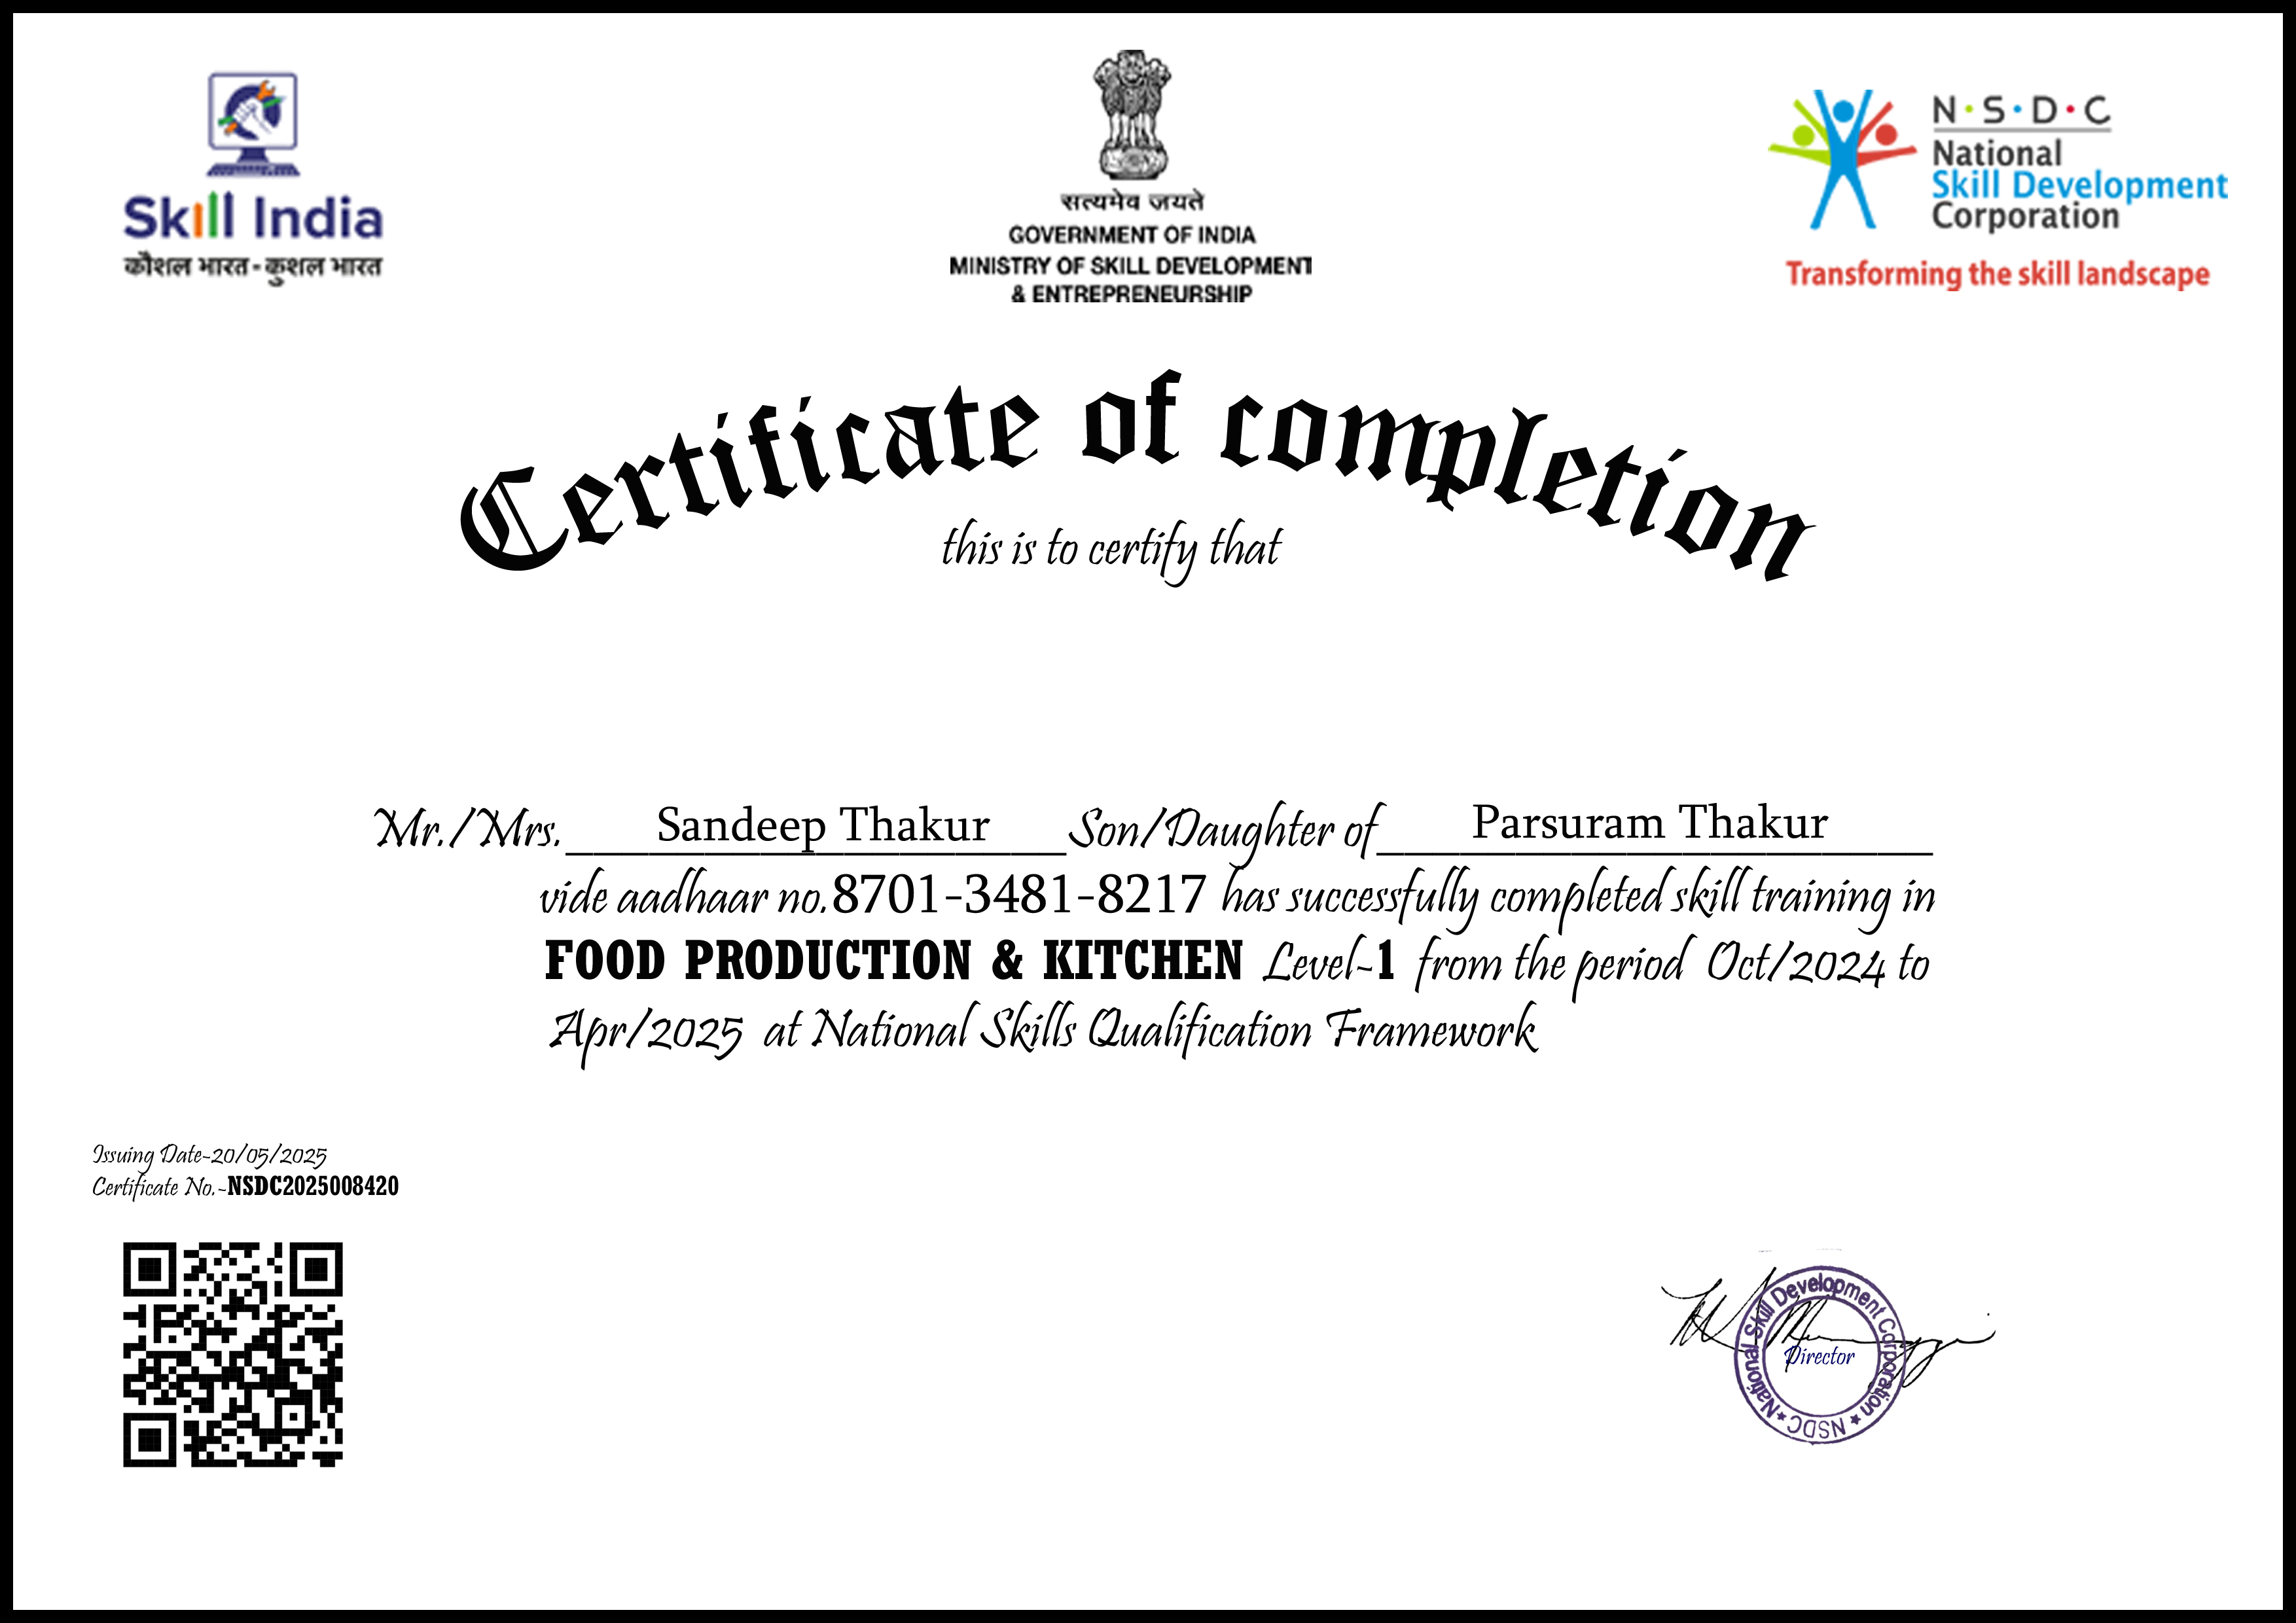 Skill India
कौशल भारत - कुशल भारत
सत्यमेव जयते
GOVERNMENT OF INDIA
MINISTRY OF SKILL DEVELOPMENT
& ENTREPRENEURSHIP
N·S·D·C
National
Skill Development
Corporation
Transforming the skill landscape
Certificate of completion
this is to certify that
Mr./Mrs. Sandeep Thakur Son/Daughter of Parsuram Thakur
vide aadhaar no. 8701-3481-8217 has successfully completed skill training in
FOOD PRODUCTION & KITCHEN Level-1 from the period Oct/2024 to
Apr/2025 at National Skills Qualification Framework
Issuing Date-20/05/2025
Certificate No.-NSDC2025008420
National Skill Development Corporation
NSDC
Director